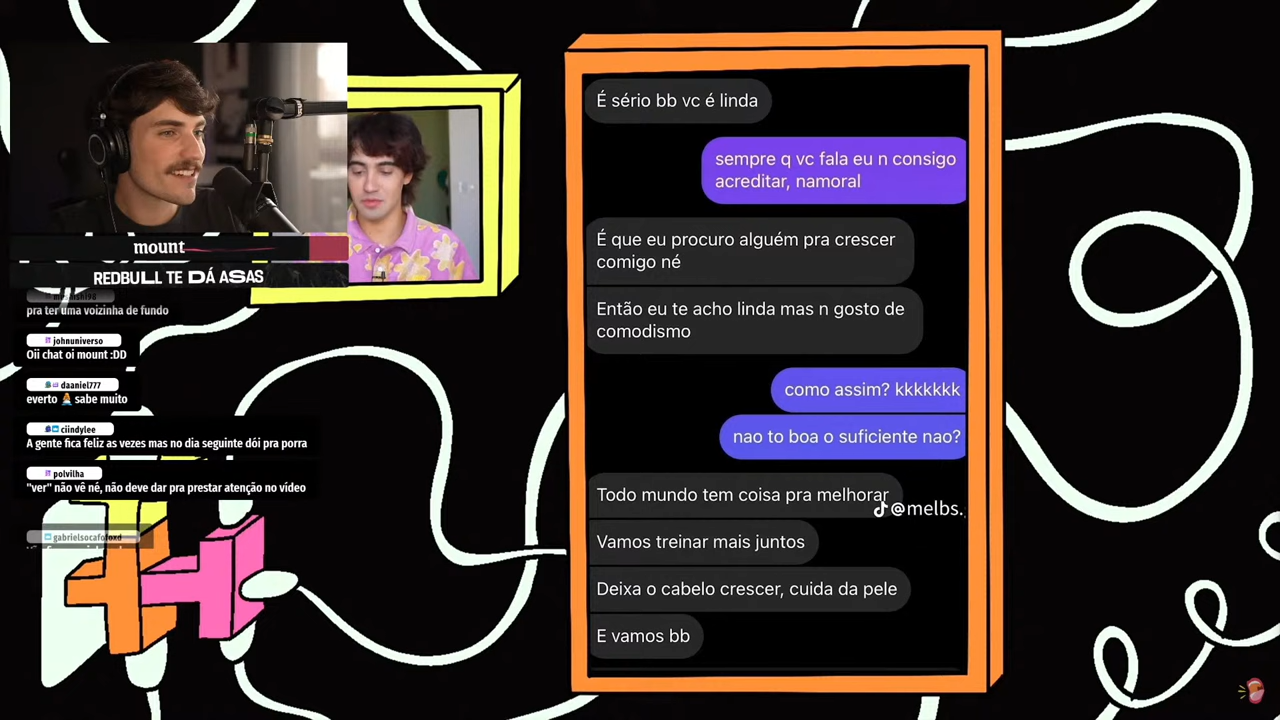 mount
REDBULL TE DÁ ASAS
pra ter uma voizinha de fundo
johnuniverso
Oii chat oi mount :DD
daaniel777
everto sabe muito
ciindylee
A gente fica feliz as vezes mas no dia seguinte dói pra porra
polvilha
"ver" não vê né, não deve dar pra prestar atenção no vídeo
gabrielsocafofoxd
É sério bb vc é linda
sempre q vc fala eu n consigo
acreditar, namoral
É que eu procuro alguém pra crescer
comigo né
Então eu te acho linda mas n gosto de
comodismo
como assim? kkkkkkk
nao to boa o suficiente nao?
Todo mundo tem coisa pra melhorar
@melbs.
Vamos treinar mais juntos
Deixa o cabelo crescer, cuida da pele
E vamos bb